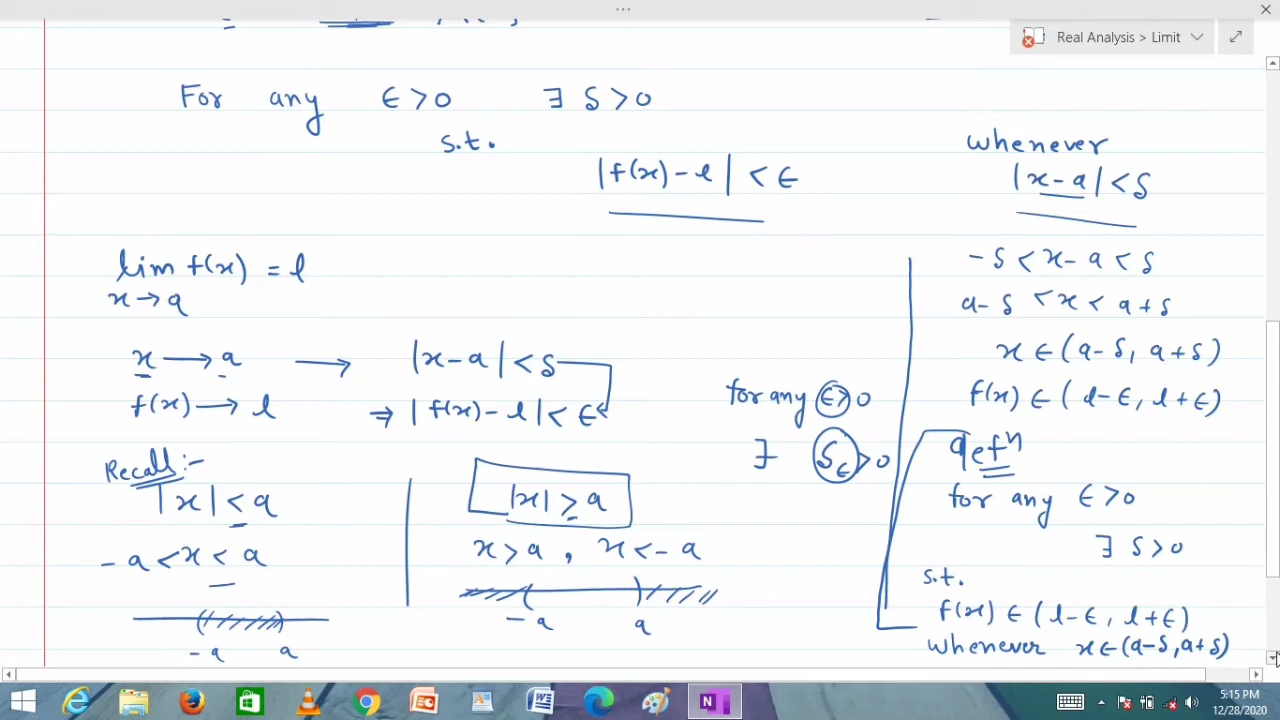 Real Analysis > Limit
For any ϵ>0 ∃ δ>0
s.t.
|f(x)-l| < ϵ
whenever
|x-a|<δ
lim f(x) = l
x→a
x → a → |x-a|<δ
f(x) → l ⇒ |f(x)-l|<ϵ
for any ϵ>0
∃ δ_ϵ>0
Recall:-
|x|<a
-a<x<a
-a a
|x|>a
x>a, x<-a
-a a
-δ<x-a<δ
a-δ<x<a+δ
x∈(a-δ, a+δ)
f(x)∈(l-ϵ, l+ϵ)
defⁿ
for any ϵ>0
∃ δ>0
s.t.
f(x)∈(l-ϵ, l+ϵ)
whenever x∈(a-δ,a+δ)
5:15 PM
12/28/2020